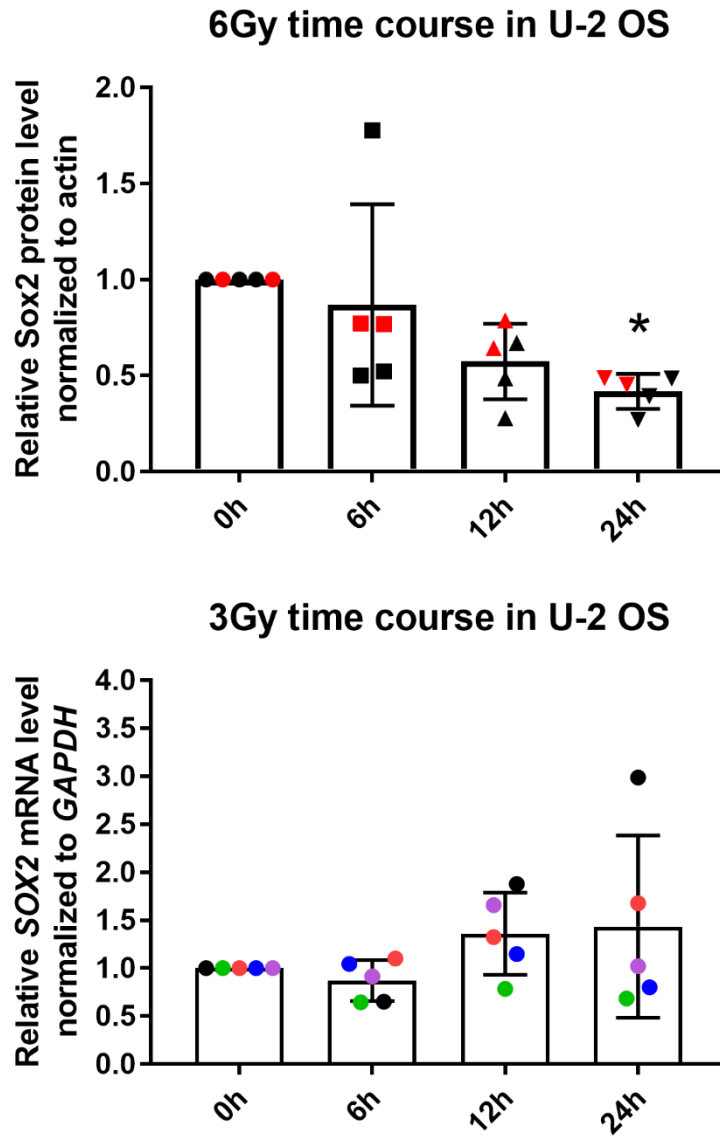 6Gy time course in U-2 OS
Relative Sox2 protein level
normalized to actin
2.0
1.5
1.0
0.5
0.0
*
0h
6h
12h
24h
3Gy time course in U-2 OS
Relative SOX2 mRNA level
normalized to GAPDH
4.0
3.5
3.0
2.5
2.0
1.5
1.0
0.5
0.0
0h
6h
12h
24h